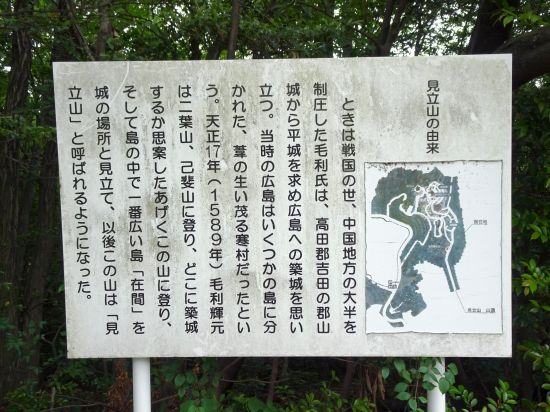 見立山の由来
ときは戦国の世、中国地方の大半を
制圧した毛利氏は、高田郡吉田の郡山
城から平城を求め広島への築城を思い
立つ。当時の広島はいくつかの島に分
かれた、葦の生い茂る寒村だったとい
う。天正17年(1589年)毛利輝元
は二葉山、己斐山に登り、どこに築城
するか思案したあげくこの山に登り、
そして島の中で一番広い島「在間」を
城の場所と見立て、以後この山は「見
立山」と呼ばれるようになった。
現在地
見立山 山頂